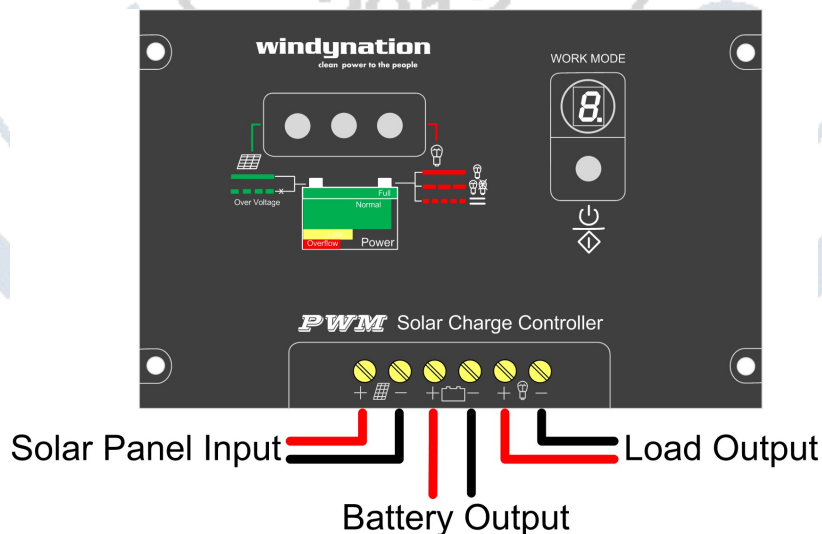 windynation
clean power to the people
WORK MODE
8.
Over Voltage
Full
Normal
Overflow
Power
PWM Solar Charge Controller
+ − + − + −
Solar Panel Input
Load Output
Battery Output